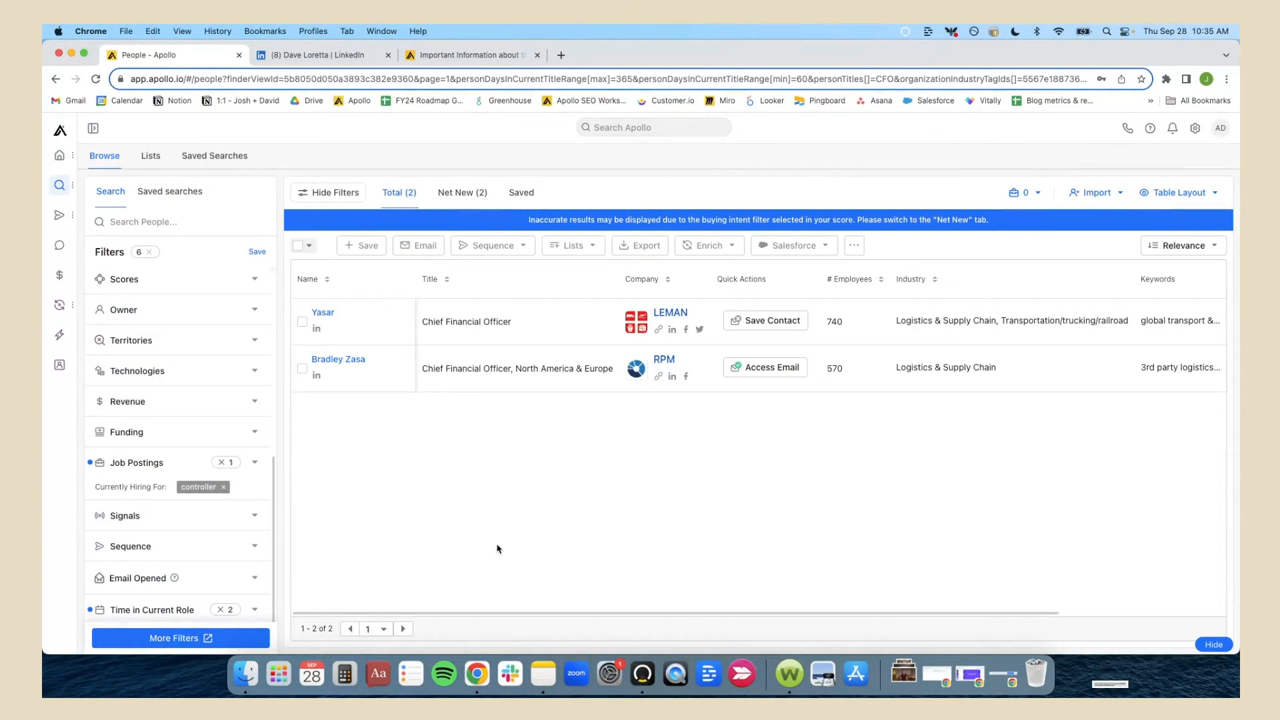 Chrome File Edit View History Bookmarks Profiles Tab Window Help Thu Sep 28 10:35 AM
People - Apollo (8) Dave Loretta | LinkedIn Important Information about th
app.apollo.io/#/people?finderViewId=5b8050d050a3893c382e9360&page=1&personDaysInCurrentTitleRange[max]=365&personDaysInCurrentTitleRange[min]=60&personTitles[]=CFO&organizationIndustryTagIds[]=5567e188736... J
Gmail Calendar Notion 1:1 - Josh + David Drive Apollo FY24 Roadmap G... Greenhouse Apollo SEO Works... Customer.io Miro Looker Pingboard Asana Salesforce Vitally Blog metrics & re... » All Bookmarks
Search Apollo AD
Browse Lists Saved Searches
Search Saved searches
Hide Filters Total (2) Net New (2) Saved 0 Import Table Layout
Search People...
Inaccurate results may be displayed due to the buying intent filter selected in your score. Please switch to the "Net New" tab.
Filters 6 × Save
+ Save Email Sequence Lists Export Enrich Salesforce ... Relevance
Scores
Owner
Territories
Technologies
Revenue
Funding
Job Postings × 1
Currently Hiring For: controller ×
Signals
Sequence
Email Opened ?
Time in Current Role × 2
More Filters
Name Title Company Quick Actions # Employees Industry Keywords
Yasar Chief Financial Officer LEMAN Save Contact 740 Logistics & Supply Chain, Transportation/trucking/railroad global transport &...
in in f
Bradley Zasa Chief Financial Officer, North America & Europe RPM Access Email 570 Logistics & Supply Chain 3rd party logistics...
in in f
1 - 2 of 2 1
Hide
SEP
28
Aa
zoom
1
W